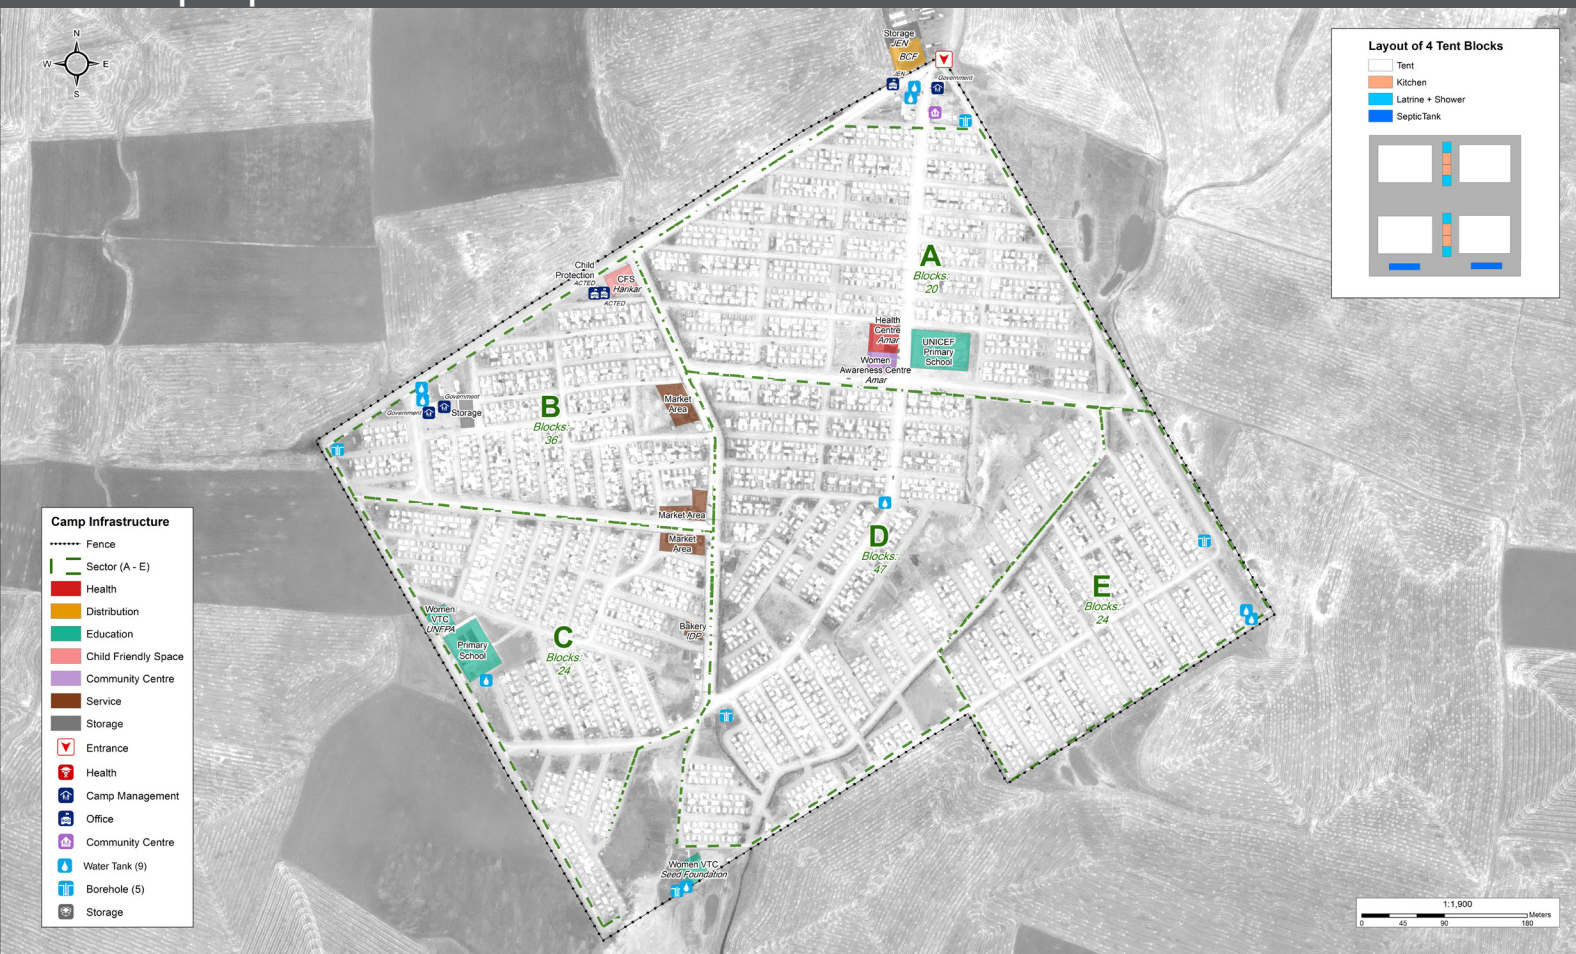 N
W E
S
Storage
JEN
BCF
JEN
Government
Layout of 4 Tent Blocks
Tent
Kitchen
Latrine + Shower
SepticTank
A
Blocks:
20
Child
Protection
ACTED
CFS
Harikar
ACTED
Health
Centre
Amar
UNICEF
Primary
School
Women
Awareness Centre
Amar
Government
Government
Storage
B
Blocks:
36
Market
Area
Market Area
Market
Area
D
Blocks:
47
E
Blocks:
24
Women
VTC
UNFPA
Primary
School
C
Blocks:
24
Bakery
IDP
Women VTC
Seed Foundation
Camp Infrastructure
Fence
Sector (A - E)
Health
Distribution
Education
Child Friendly Space
Community Centre
Service
Storage
Entrance
Health
Camp Management
Office
Community Centre
Water Tank (9)
Borehole (5)
Storage
1:1,900
Meters
0 45 90 180